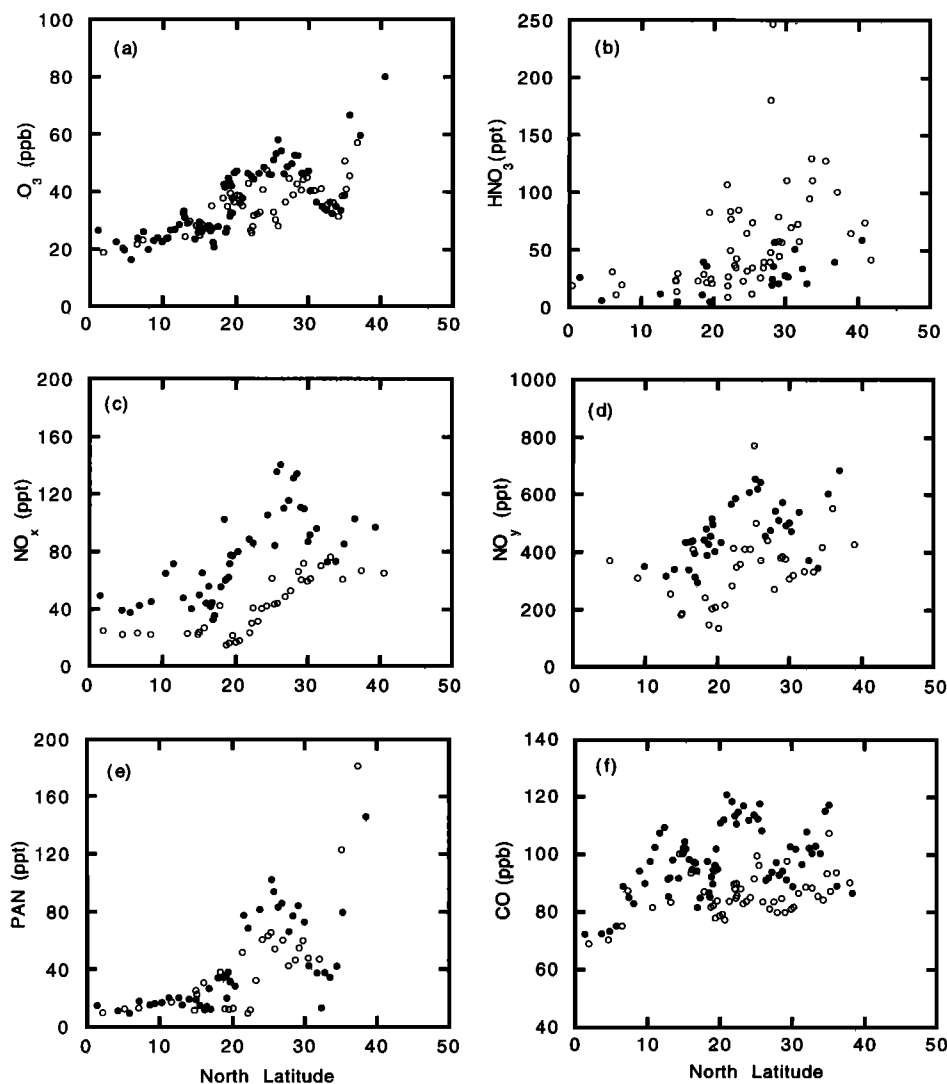 (a)
O3 (ppb)
100
80
60
40
20
0
0 10 20 30 40 50
(b)
HNO3 (ppt)
250
200
150
100
50
0
0 10 20 30 40 50
(c)
NOx (ppt)
200
160
120
80
40
0
0 10 20 30 40 50
(d)
NOy (ppt)
1000
800
600
400
200
0
0 10 20 30 40 50
(e)
PAN (ppt)
200
160
120
80
40
0
0 10 20 30 40 50
North Latitude
(f)
CO (ppb)
140
120
100
80
60
40
0 10 20 30 40 50
North Latitude